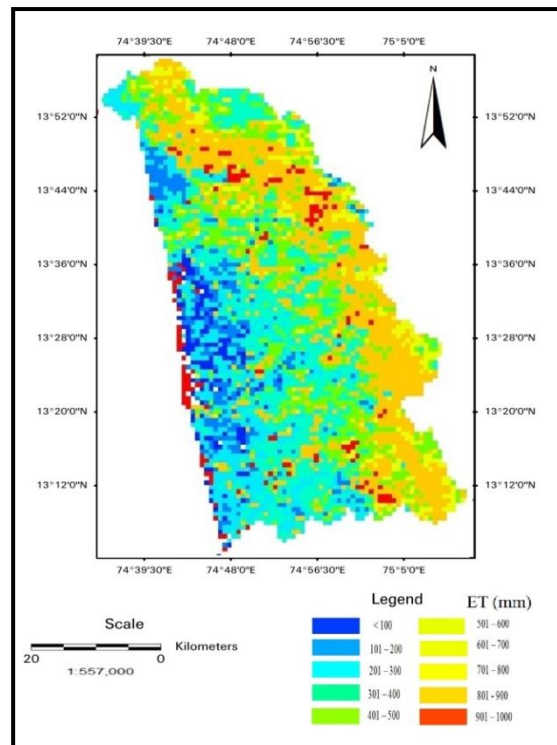 74°39'30"E 74°48'0"E 74°56'30"E 75°5'0"E
N
13°52'0"N 13°52'0"N
13°44'0"N 13°44'0"N
13°36'0"N 13°36'0"N
13°28'0"N 13°28'0"N
13°20'0"N 13°20'0"N
13°12'0"N 13°12'0"N
74°39'30"E 74°48'0"E 74°56'30"E 75°5'0"E
Scale
20 0 Kilometers
1:557,000
Legend ET (mm)
<100 501-600
101-200 601-700
201-300 701-800
301-400 801-900
401-500 901-1000